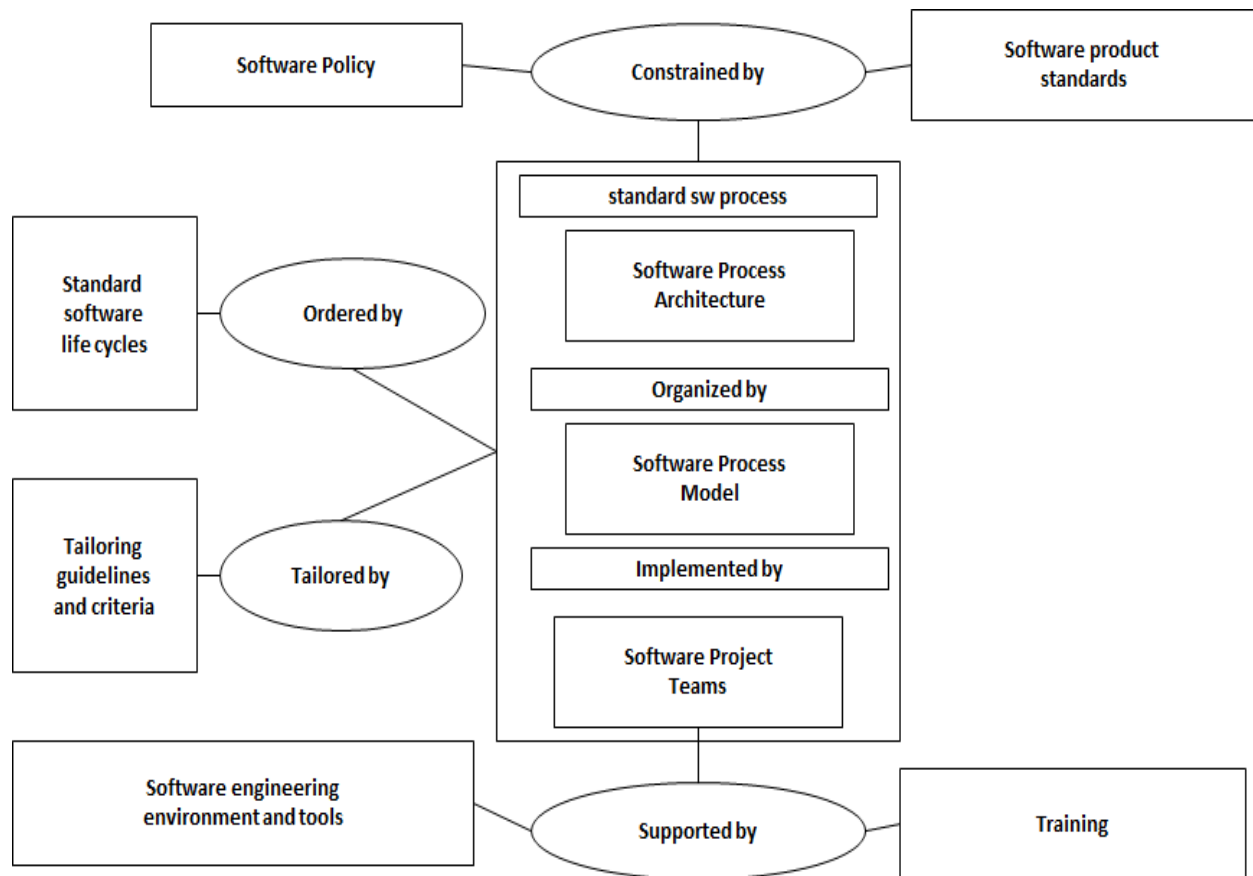 Software Policy
Constrained by
Software product
standards
standard sw process
Software Process
Architecture
Standard
software
life cycles
Ordered by
Organized by
Software Process
Model
Tailoring
guidelines
and criteria
Tailored by
Implemented by
Software Project
Teams
Software engineering
environment and tools
Supported by
Training